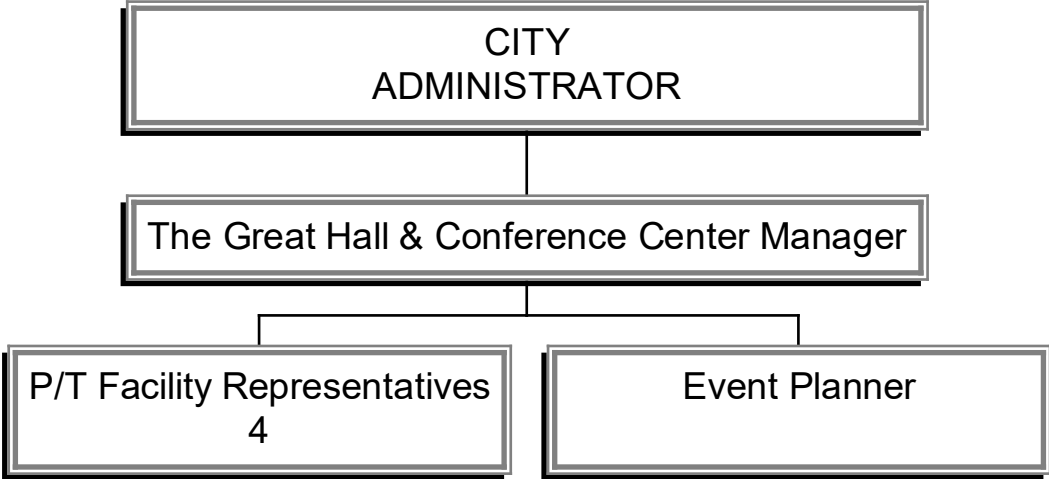 CITY
ADMINISTRATOR
The Great Hall & Conference Center Manager
P/T Facility Representatives
4
Event Planner